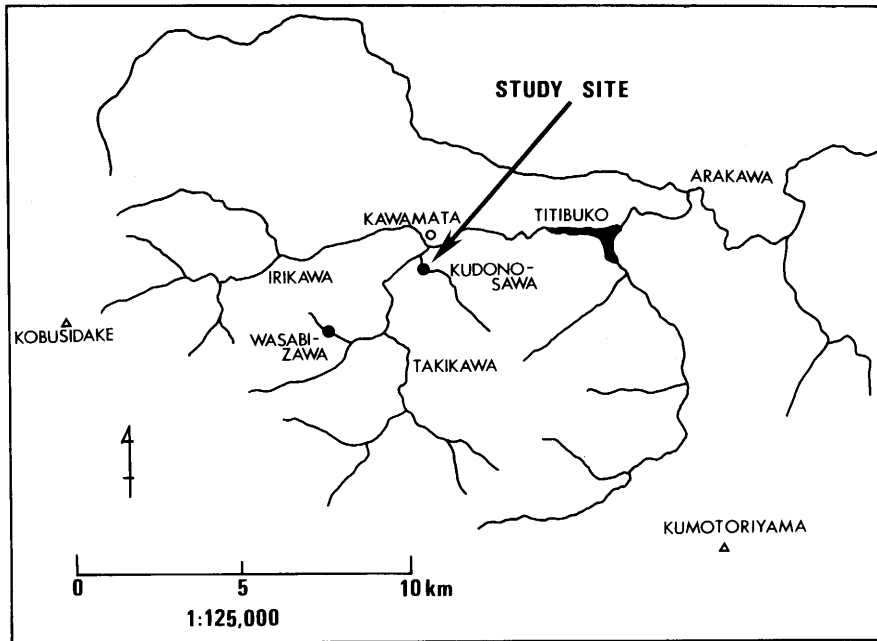 STUDY SITE
ARAKAWA
KAWAMATA
TITIBUKO
IRIKAWA
KUDONO-
SAWA
KOBUSIDAKE
WASABI-
ZAWA
TAKIKAWA
KUMOTORIYAMA
0 5 10 km
1:125,000